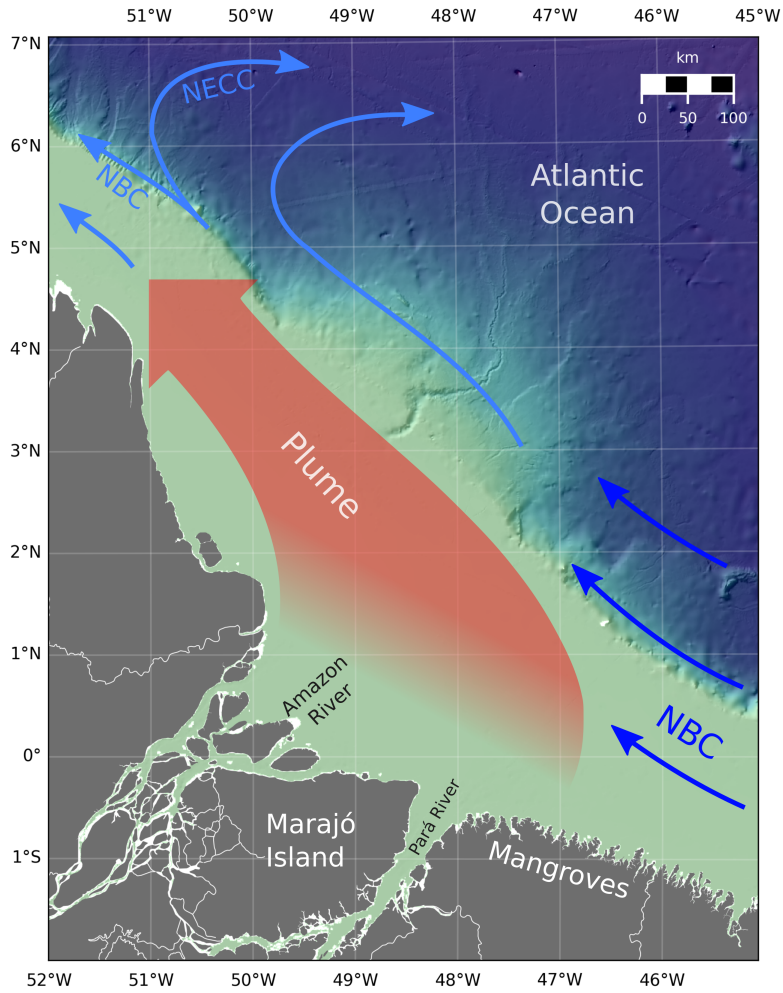 51°W 50°W 49°W 48°W 47°W 46°W 45°W
7°N
km
0 50 100
NECC
6°N
Atlantic
Ocean
NBC
5°N
4°N
Plume
3°N
2°N
1°N
Amazon
River
NBC
0°
Pará River
Marajó
Island
Mangroves
1°S
52°W 51°W 50°W 49°W 48°W 47°W 46°W